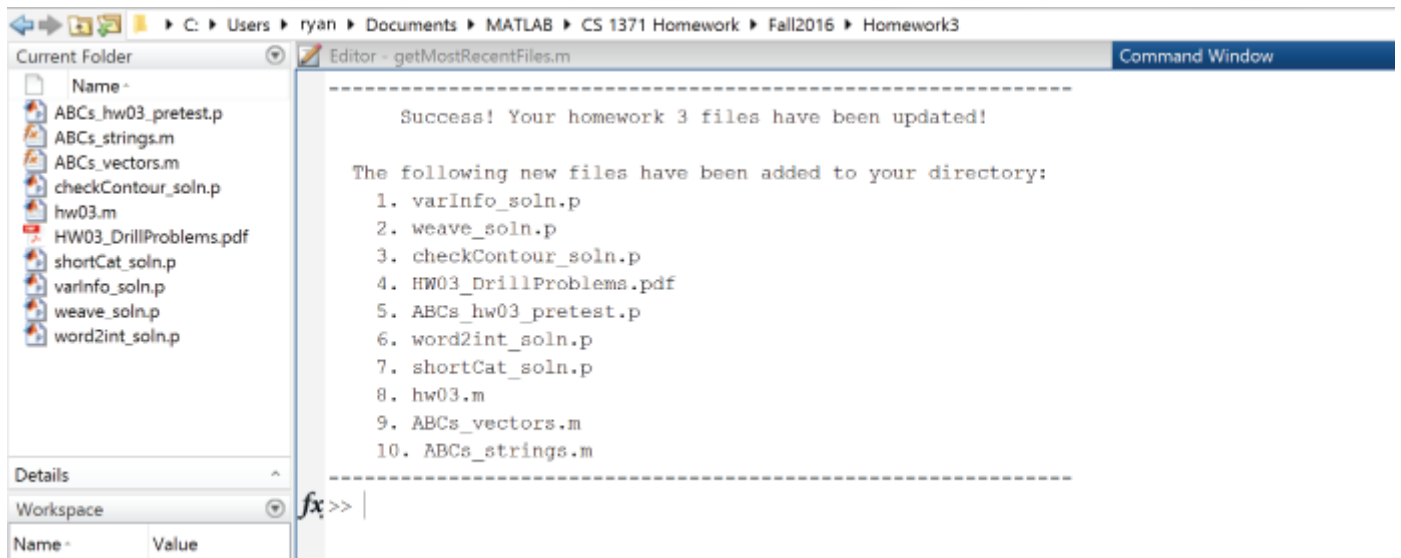 C: Users ryan Documents MATLAB CS 1371 Homework Fall2016 Homework3
Current Folder
Name
ABCs_hw03_pretest.p
ABCs_strings.m
ABCs_vectors.m
checkContour_soln.p
hw03.m
HW03_DrillProblems.pdf
shortCat_soln.p
varInfo_soln.p
weave_soln.p
word2int_soln.p
Details
Workspace
Name Value
Editor - getMostRecentFiles.m
Command Window
------------------------------------------------------------
Success! Your homework 3 files have been updated!
The following new files have been added to your directory:
1. varInfo_soln.p
2. weave_soln.p
3. checkContour_soln.p
4. HW03_DrillProblems.pdf
5. ABCs_hw03_pretest.p
6. word2int_soln.p
7. shortCat_soln.p
8. hw03.m
9. ABCs_vectors.m
10. ABCs_strings.m
------------------------------------------------------------
fx >>